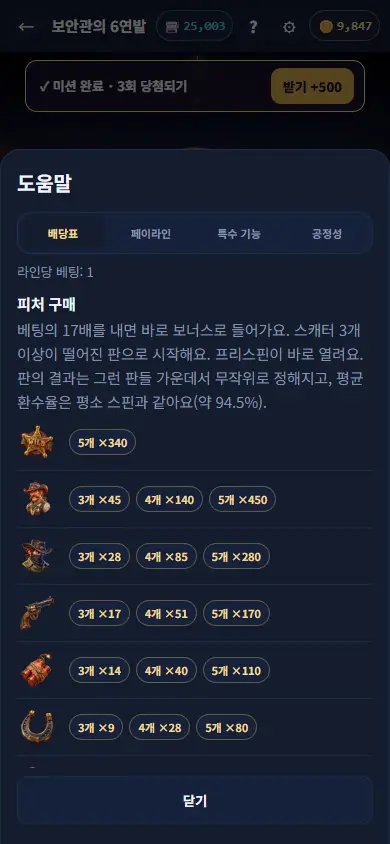 ← 보안관의 6연발 25,003 ? 9,847
✓ 미션 완료 · 3회 당첨되기 받기 +500
도움말
배당표 페이라인 특수 기능 공정성
라인당 베팅: 1
피처 구매
베팅의 17배를 내면 바로 보너스로 들어가요. 스캐터 3개
이상이 떨어진 판으로 시작해요. 프리스핀이 바로 열려요.
판의 결과는 그런 판들 가운데서 무작위로 정해지고, 평균
환수율은 평소 스핀과 같아요(약 94.5%).
WILD 5개 ×340
3개 ×45 4개 ×140 5개 ×450
3개 ×28 4개 ×85 5개 ×280
3개 ×17 4개 ×51 5개 ×170
3개 ×14 4개 ×40 5개 ×110
3개 ×9 4개 ×28 5개 ×80
닫기